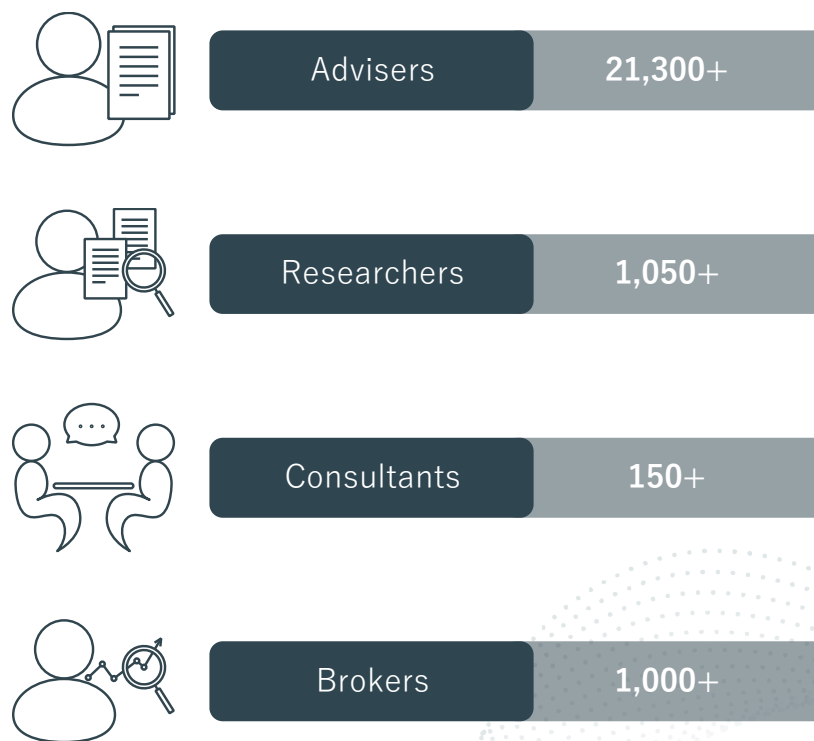 Advisers 21,300+
Researchers 1,050+
Consultants 150+
Brokers 1,000+